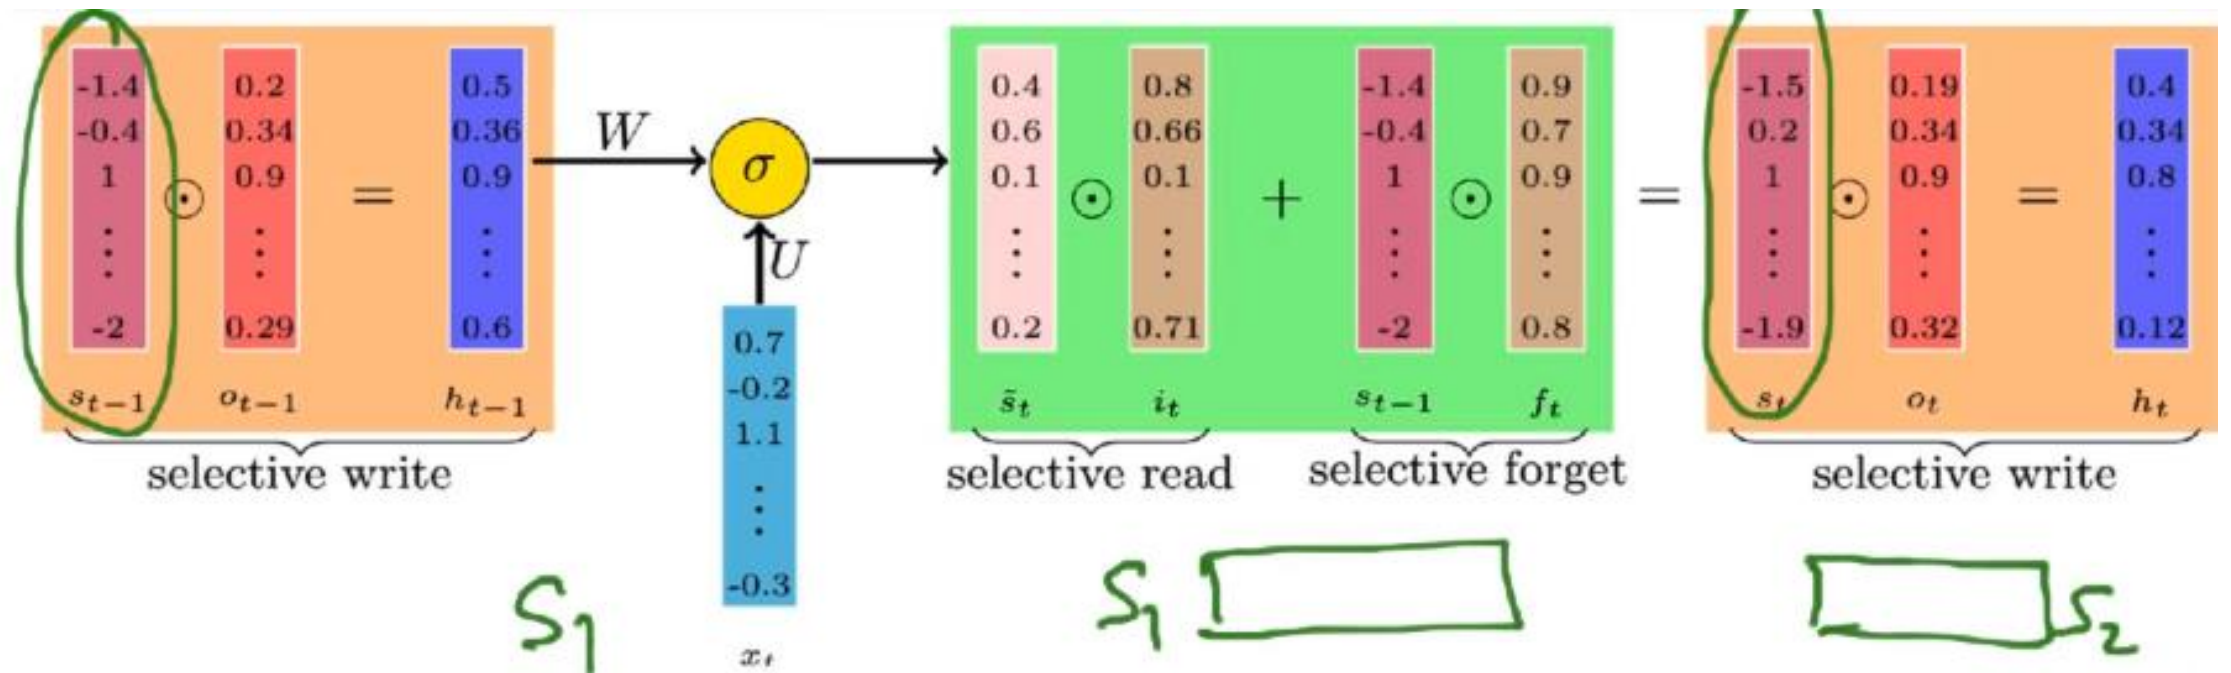 -1.4 0.2 0.5 0.4 0.8 -1.4 0.9 -1.5 0.19 0.4
-0.4 0.34 0.36 W 0.6 0.66 -0.4 0.7 0.2 0.34 0.34
1 0.9 0.9 σ 0.1 0.1 1 0.9 1 0.9 0.8
⊙ = ⊙ + ⊙ = ⊙ =
⋮ ⋮ ⋮ U ⋮ ⋮ ⋮ ⋮ ⋮ ⋮ ⋮
-2 0.29 0.6 0.2 0.71 -2 0.8 -1.9 0.32 0.12
0.7
-0.2
s_{t-1} o_{t-1} h_{t-1} s̃_t i_t s_{t-1} f_t s_t o_t h_t
1.1
selective write selective read selective forget selective write
⋮
-0.3
S1 S1 S2
x_t